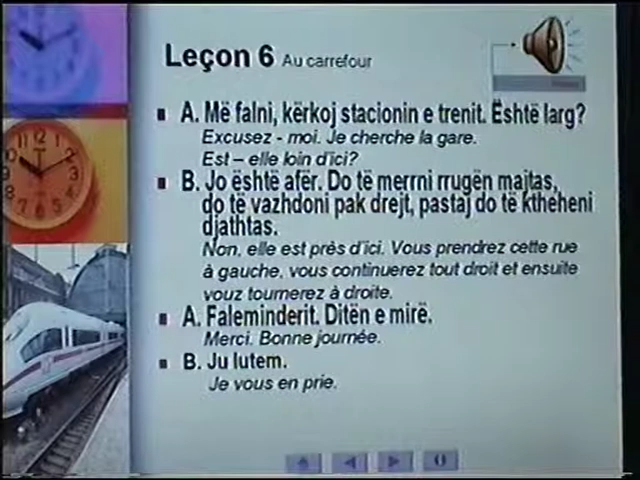 Leçon 6 Au carrefour
A. Më falni, kërkoj stacionin e trenit. Është larg?
Excusez - moi. Je cherche la gare.
Est – elle loin d'ici?
B. Jo është afër. Do të merrni rrugën majtas,
do të vazhdoni pak drejt, pastaj do të ktheheni
djathtas.
Non, elle est près d'ici. Vous prendrez cette rue
à gauche, vous continuerez tout droit et ensuite
vouz tournerez à droite.
A. Faleminderit. Ditën e mirë.
Merci. Bonne journée.
B. Ju lutem.
Je vous en prie.